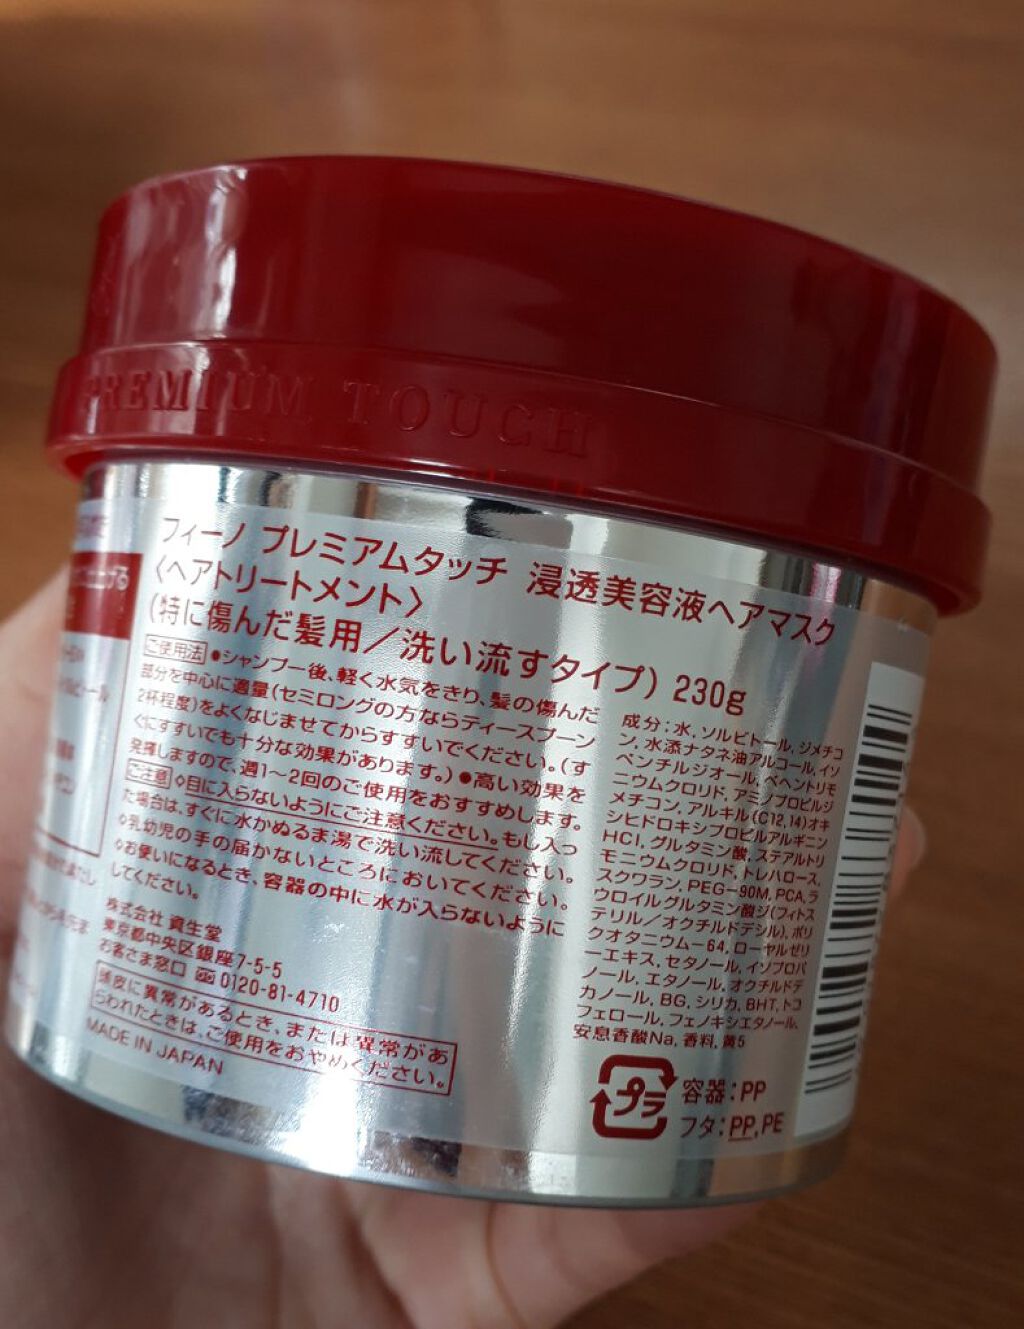 PREMIUM TOUCH
フィーノ プレミアムタッチ 浸透美容液ヘアマスク
〈ヘアトリートメント〉
(特に傷んだ髪用／洗い流すタイプ) 230g
ご使用法 ●シャンプー後、軽く水気をきり、髪の傷んだ
部分を中心に適量(セミロングの方ならティースプーン
2杯程度)をよくなじませてからすすいでください。(す
ぐにすすいでも十分な効果があります。)●高い効果を
発揮しますので、週1〜2回のご使用をおすすめします。
ご注意 ◇目に入らないようにご注意ください。もし入っ
た場合は、すぐに水かぬるま湯で洗い流してください。
◇乳幼児の手の届かないところにおいてください。
◇お使いになるとき、容器の中に水が入らないように
してください。
株式会社 資生堂
東京都中央区銀座7-5-5
お客さま窓口 0120-81-4710
頭皮に異常があるとき、または異常があ
らわれたときは、ご使用をおやめください。
MADE IN JAPAN
成分：水, ソルビトール, ジメチコ
ン, 水添ナタネ油アルコール, イソ
ペンチルジオール, ベヘントリモ
ニウムクロリド, アミノプロピルジ
メチコン, アルキル(C12,14)オキ
シヒドロキシプロピルアルギニン
HCl, グルタミン酸, ステアルトリ
モニウムクロリド, トレハロース,
スクワラン, PEG-90M, PCA, ラ
ウロイルグルタミン酸ジ(フィトス
テリル／オクチルドデシル), ポリ
クオタニウム-64, ローヤルゼリ
ーエキス, セタノール, イソプロパ
ノール, エタノール, オクチルドデ
カノール, BG, シリカ, BHT, トコ
フェロール, フェノキシエタノール,
安息香酸Na, 香料, 黄5
プラ
容器：PP
フタ：PP, PE